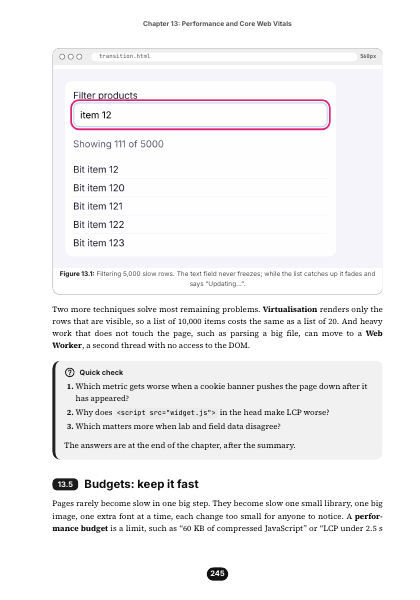 Chapter 13: Performance and Core Web Vitals
transition.html
560px
Filter products
item 12
Showing 111 of 5000
Bit item 12
Bit item 120
Bit item 121
Bit item 122
Bit item 123
Figure 13.1: Filtering 5,000 slow rows. The text field never freezes; while the list catches up it fades and
says “Updating…”.
Two more techniques solve most remaining problems. Virtualisation renders only the
rows that are visible, so a list of 10,000 items costs the same as a list of 20. And heavy
work that does not touch the page, such as parsing a big file, can move to a Web
Worker, a second thread with no access to the DOM.
? Quick check
1. Which metric gets worse when a cookie banner pushes the page down after it
has appeared?
2. Why does <script src="widget.js"> in the head make LCP worse?
3. Which matters more when lab and field data disagree?
The answers are at the end of the chapter, after the summary.
13.5 Budgets: keep it fast
Pages rarely become slow in one big step. They become slow one small library, one big
image, one extra font at a time, each change too small for anyone to notice. A perfor-
mance budget is a limit, such as “60 KB of compressed JavaScript” or “LCP under 2.5 s
245